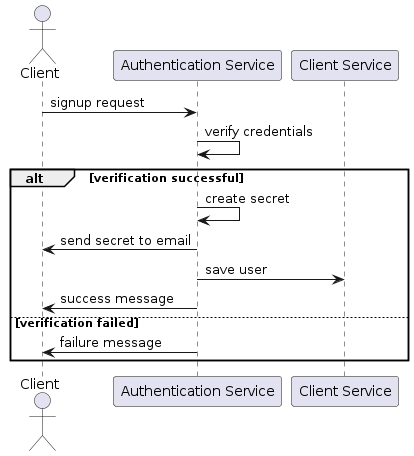 Client
Authentication Service
Client Service
signup request
verify credentials
alt
[verification successful]
create secret
send secret to email
save user
success message
[verification failed]
failure message
Client
Authentication Service
Client Service